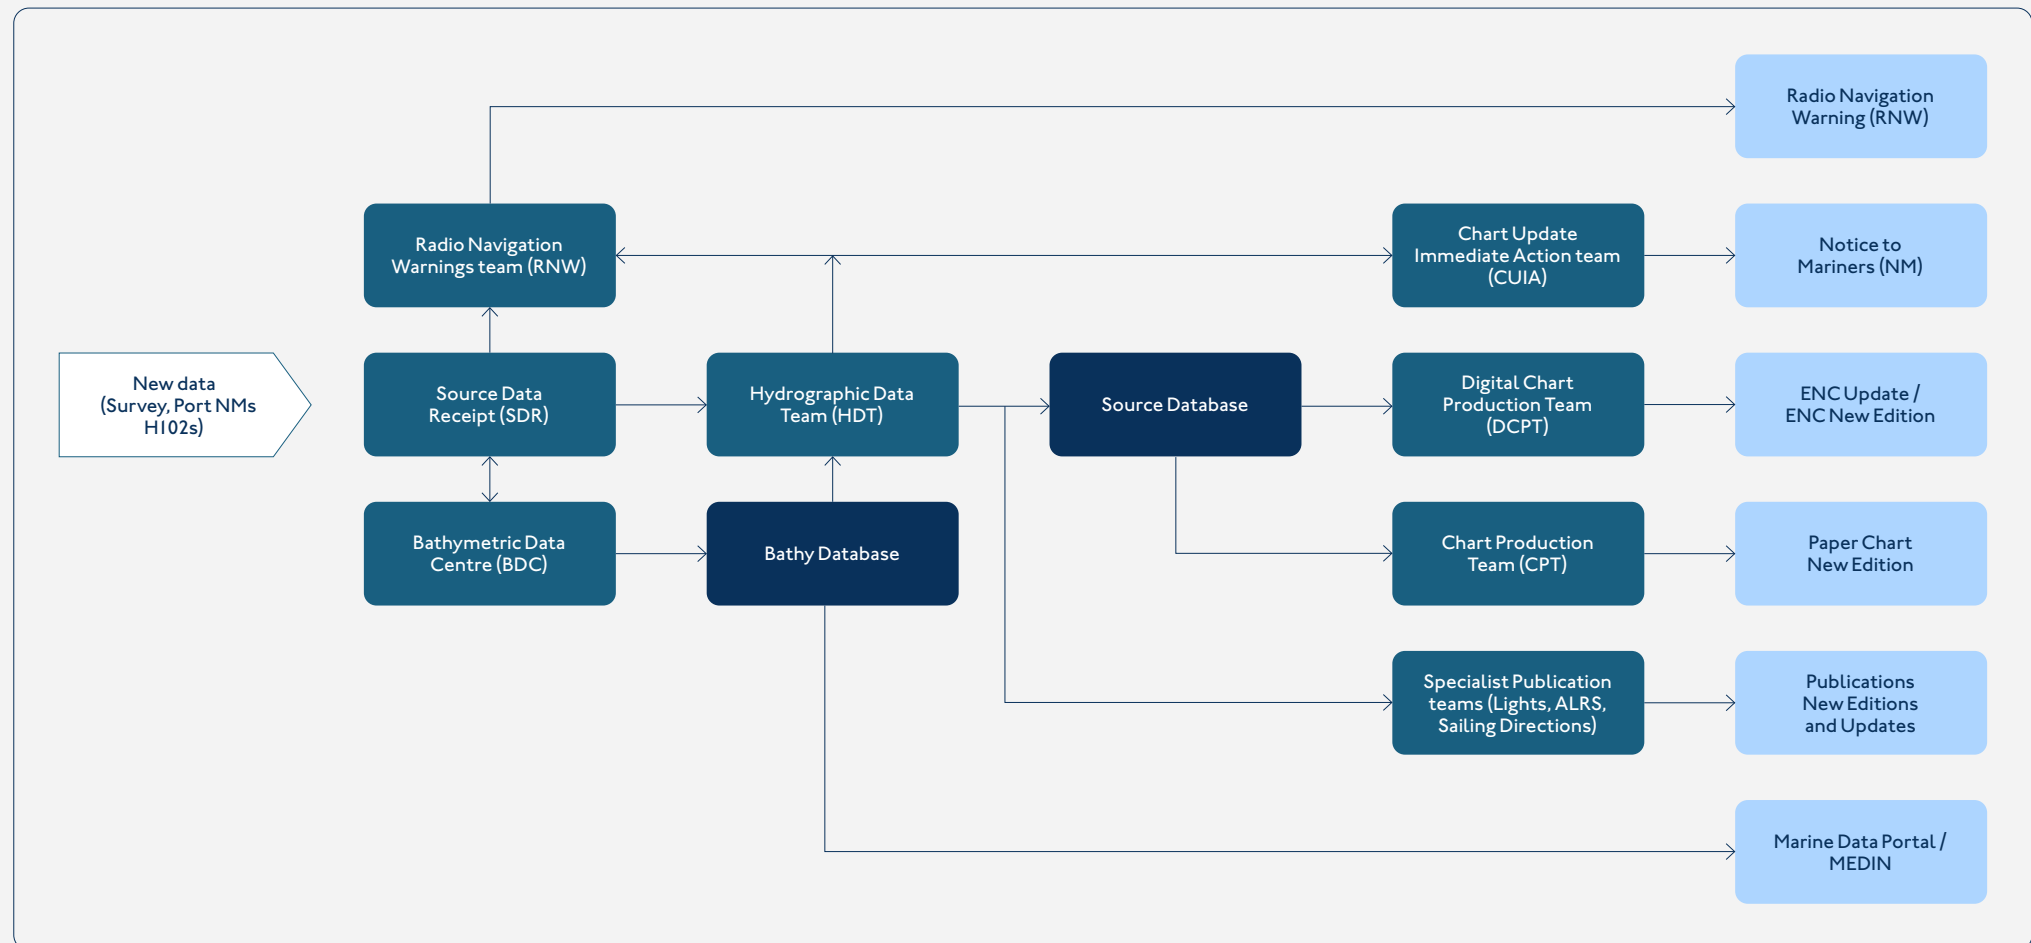 Radio Navigation
Warning (RNW)
Radio Navigation
Warnings team (RNW)
Chart Update
Immediate Action team
(CUIA)
Notice to
Mariners (NM)
New data
(Survey, Port NMs
H102s)
Source Data
Receipt (SDR)
Hydrographic Data
Team (HDT)
Source Database
Digital Chart
Production Team
(DCPT)
ENC Update /
ENC New Edition
Bathymetric Data
Centre (BDC)
Bathy Database
Chart Production
Team (CPT)
Paper Chart
New Edition
Specialist Publication
teams (Lights, ALRS,
Sailing Directions)
Publications
New Editions
and Updates
Marine Data Portal /
MEDIN